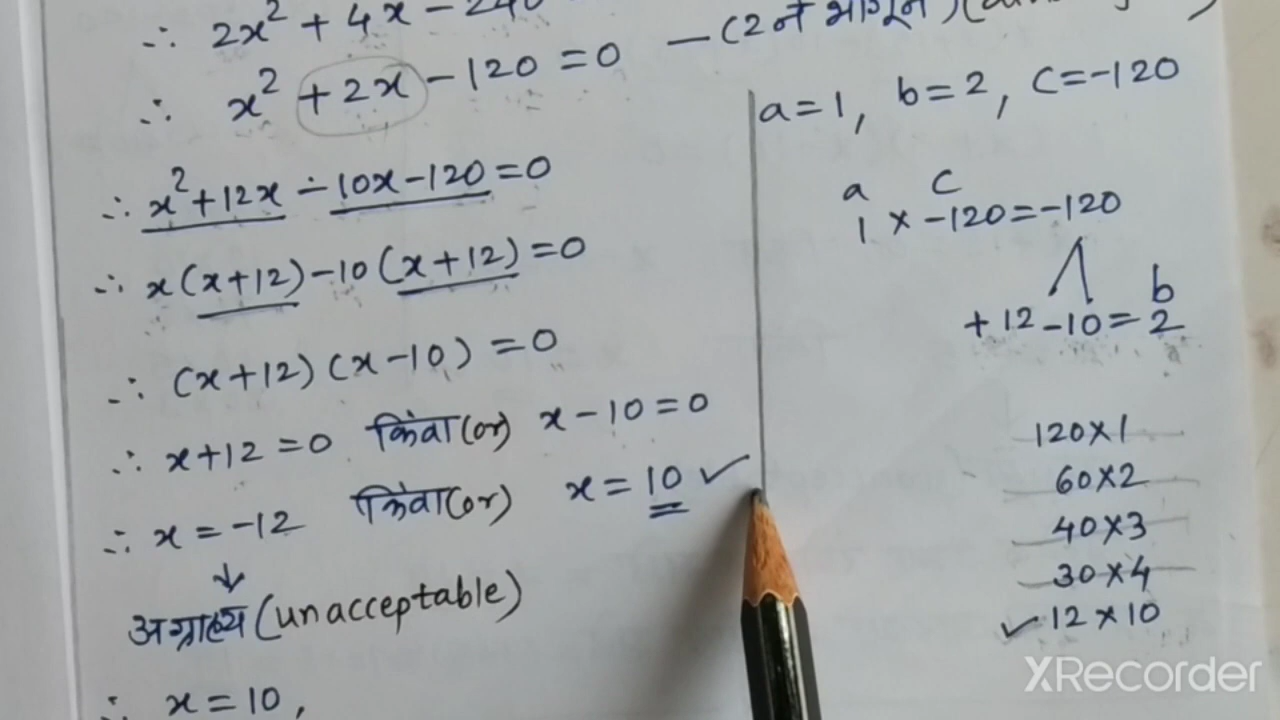 ∴ 2x² + 4x - 240
∴ x² + 2x - 120 = 0 — (2 ने भागून)
∴ x² + 12x - 10x - 120 = 0
∴ x(x+12) - 10(x+12) = 0
∴ (x+12)(x-10) = 0
∴ x+12 = 0 किंवा (or) x - 10 = 0
∴ x = -12 किंवा (or) x = 10 ✓
↓
अग्राह्य (unacceptable)
∴ x = 10,
a = 1, b = 2, c = -120
a c
1 × -120 = -120
b
+12 -10 = 2
120×1
60×2
40×3
30×4
✓ 12×10
XRecorder